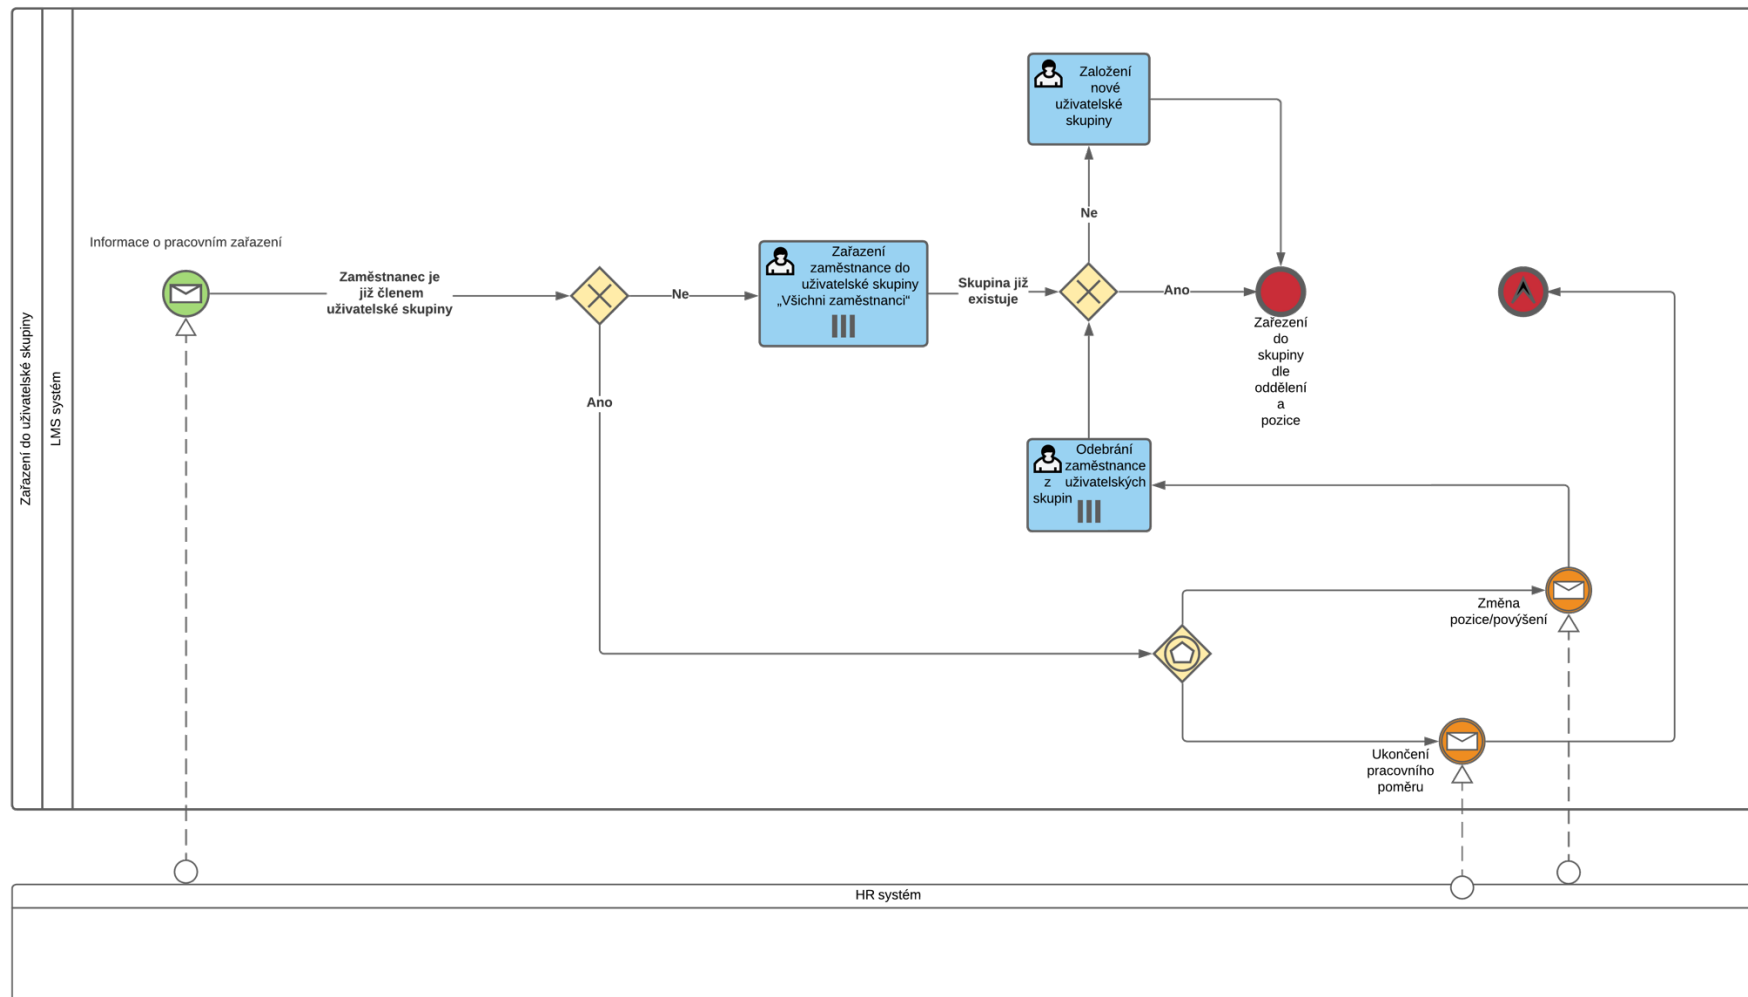 Zařazení do uživatelské skupiny
LMS systém
Informace o pracovním zařazení
Zaměstnanec je
již členem
uživatelské skupiny
Ne
Ano
Zařazení
zaměstnance do
uživatelské skupiny
„Všichni zaměstnanci"
Skupina již
existuje
Založení
nové
uživatelské
skupiny
Ne
Ano
Zařezení
do
skupiny
dle
oddělení
a
pozice
Odebrání
zaměstnance
z uživatelských
skupin
Změna
pozice/povýšení
Ukončení
pracovního
poměru
HR systém